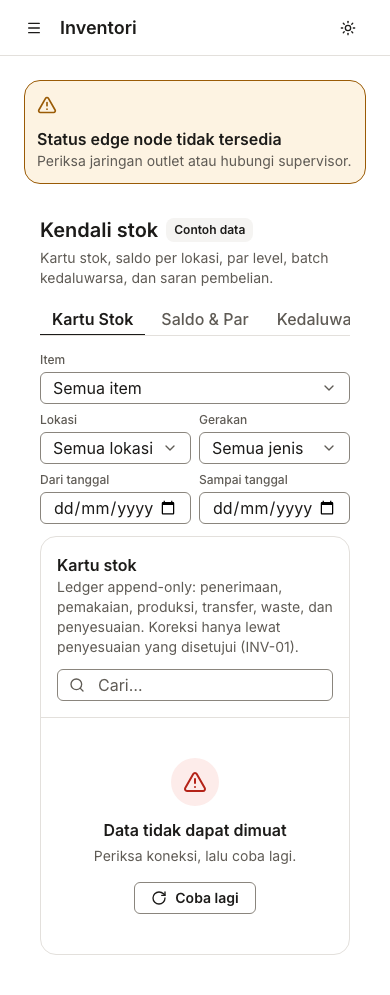 Inventori
Status edge node tidak tersedia
Periksa jaringan outlet atau hubungi supervisor.
Kendali stok
Contoh data
Kartu stok, saldo per lokasi, par level, batch
kedaluwarsa, dan saran pembelian.
Kartu Stok
Saldo & Par
Kedaluwa
Item
Semua item
Lokasi
Gerakan
Semua lokasi
Semua jenis
Dari tanggal
Sampai tanggal
dd/mm/yyyy
dd/mm/yyyy
Kartu stok
Ledger append-only: penerimaan,
pemakaian, produksi, transfer, waste, dan
penyesuaian. Koreksi hanya lewat
penyesuaian yang disetujui (INV-01).
Cari...
Data tidak dapat dimuat
Periksa koneksi, lalu coba lagi.
Coba lagi